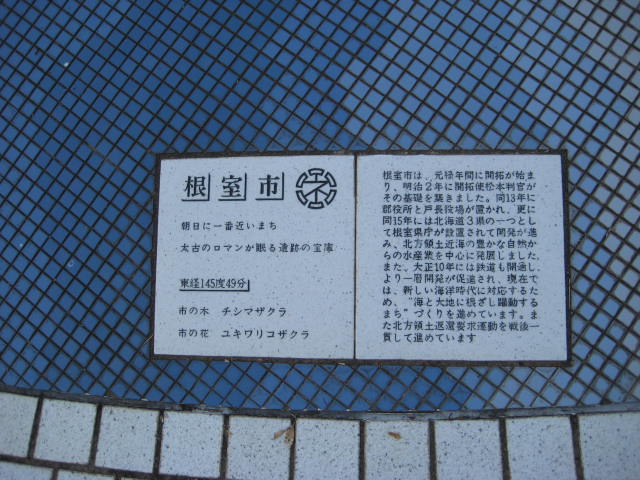 根室市
朝日に一番近いまち
太古のロマンが眠る遺跡の宝庫
東経145度49分
市の木 チシマザクラ
市の花 ユキワリコザクラ
根室市は、元禄年間に開拓が始ま
り、明治2年に開拓使松本判官が
その基礎を築きました。同13年に
郡役所と戸長役場が置かれ、更に
同15年には北海道3県の一つとし
て根室県庁が設置されて開発が進
み、北方領土近海の豊かな自然か
らの水産業を中心に発展しました。
また、大正10年には鉄道も開通し、
より一層開発が促進され、現在で
は、新しい海洋時代に対応するた
め、"海と大地に根ざし躍動する
まち"づくりを進めています。ま
た北方領土返還要求運動を戦後一
貫して進めています